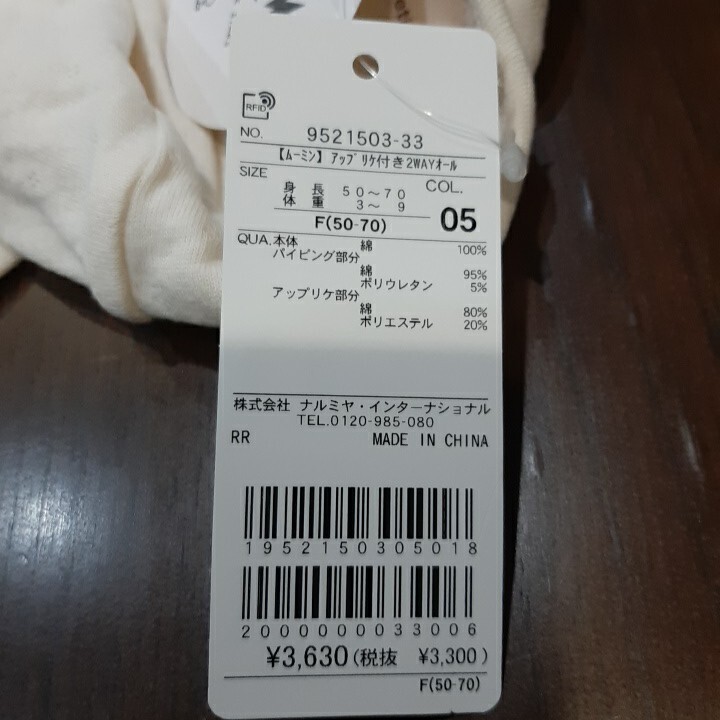 RFID
NO. 9521503-33
【ムーミン】アップリケ付き2WAYオール
SIZE
COL.
身長 50～70
体重 3～ 9
F(50-70)
05
QUA.本体 綿 100%
パイピング部分
綿 95%
ポリウレタン 5%
アップリケ部分
綿 80%
ポリエステル 20%
株式会社 ナルミヤ・インターナショナル
TEL.0120-985-080
RR MADE IN CHINA
1952150305018
2000000033006
¥3,630(税抜 ¥3,300)
F(50-70)